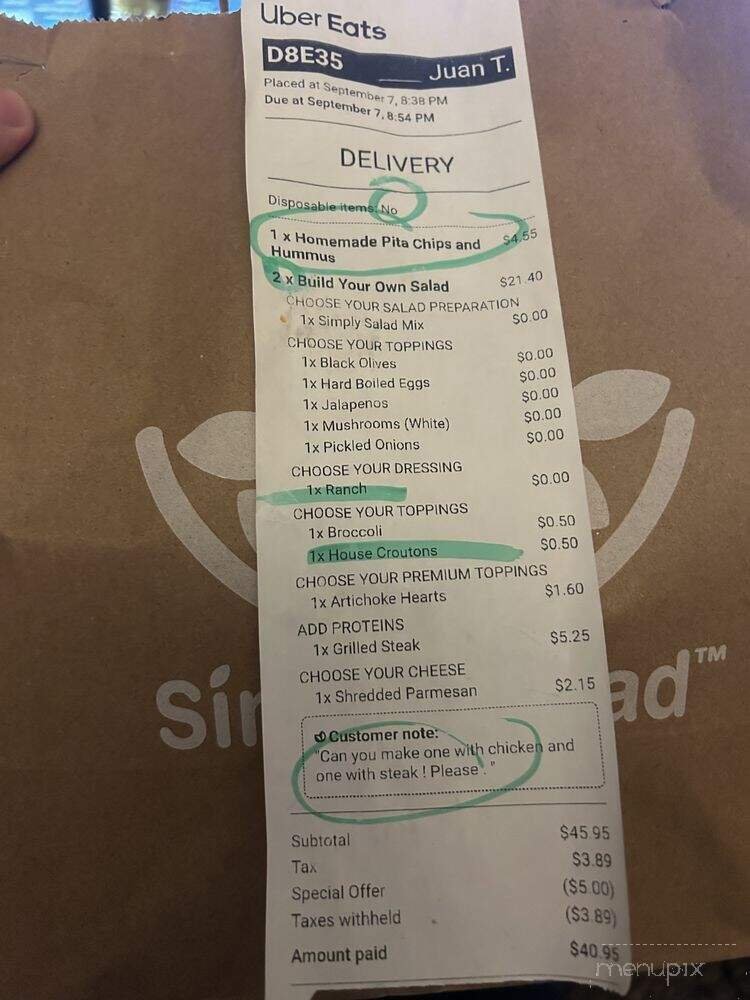 Uber Eats
D8E35 Juan T.
Placed at September 7, 8:38 PM
Due at September 7, 8:54 PM
DELIVERY
Disposable items: No
1 x Homemade Pita Chips and $4.55
Hummus
2 x Build Your Own Salad $21.40
CHOOSE YOUR SALAD PREPARATION
1x Simply Salad Mix $0.00
CHOOSE YOUR TOPPINGS
1x Black Olives $0.00
1x Hard Boiled Eggs $0.00
1x Jalapenos $0.00
1x Mushrooms (White) $0.00
1x Pickled Onions $0.00
CHOOSE YOUR DRESSING
1x Ranch $0.00
CHOOSE YOUR TOPPINGS
1x Broccoli $0.50
1x House Croutons $0.50
CHOOSE YOUR PREMIUM TOPPINGS
1x Artichoke Hearts $1.60
ADD PROTEINS
1x Grilled Steak $5.25
CHOOSE YOUR CHEESE
1x Shredded Parmesan $2.15
Customer note:
"Can you make one with chicken and
one with steak ! Please . "
Subtotal $45.95
Tax $3.89
Special Offer ($5.00)
Taxes withheld ($3.89)
Amount paid $40.95
Sim ad™
menupix